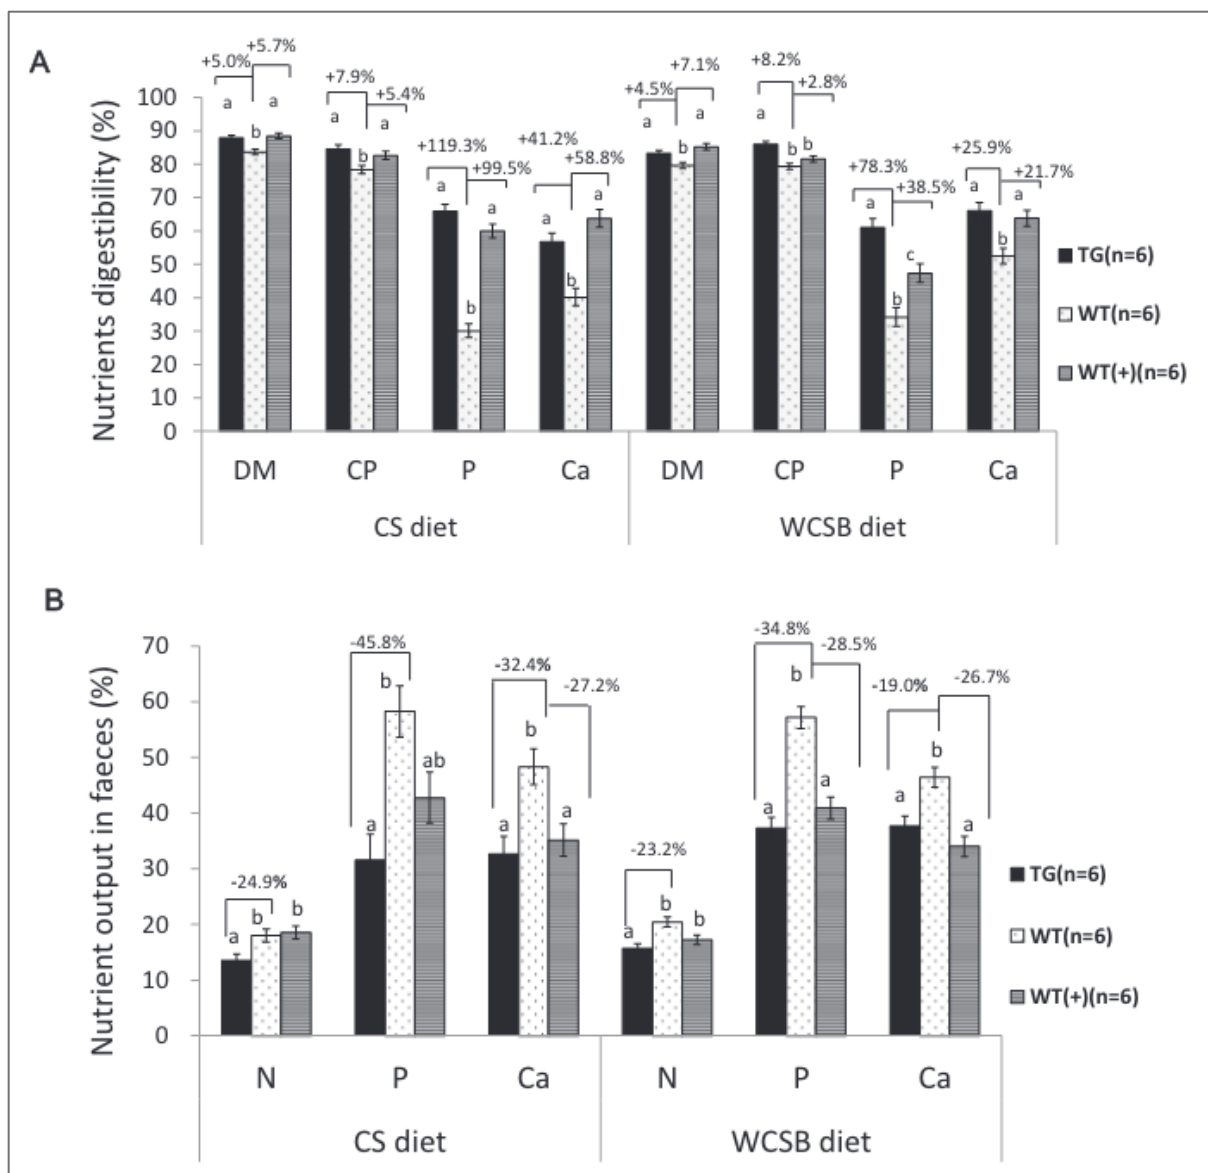 A
+5.0%
+5.7%
+7.9%
+5.4%
+119.3%
+99.5%
+41.2%
+58.8%
+4.5%
+7.1%
+8.2%
+2.8%
+78.3%
+38.5%
+25.9%
+21.7%
a b a
a b a
a b a
a b a
a b a
a b b
a b c
a b a
Nutrients digestibility (%)
100
90
80
70
60
50
40
30
20
10
0
DM CP P Ca DM CP P Ca
CS diet WCSB diet
TG(n=6)
WT(n=6)
WT(+)(n=6)
B
-24.9%
-45.8%
-32.4%
-27.2%
-23.2%
-34.8%
-28.5%
-19.0%
-26.7%
a b b
a b ab
a b a
a b b
a b a
a b a
Nutrient output in faeces (%)
70
60
50
40
30
20
10
0
N P Ca N P Ca
CS diet WCSB diet
TG(n=6)
WT(n=6)
WT(+)(n=6)